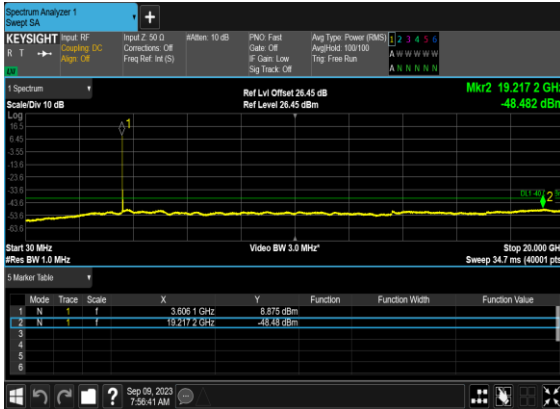 Spectrum Analyzer 1
Swept SA
+
KEYSIGHT Input: RF Input Z: 50 Ω #Atten: 10 dB PNO: Fast Avg Type: Power (RMS) 1 2 3 4 5 6
R T Coupling: DC Corrections: Off Gate: Off Avg|Hold: 100/100 A W W W W W
Align: Off Freq Ref: Int (S) IF Gain: Low Trig: Free Run
LXI Sig Track: Off A N N N N N
1 Spectrum Ref Lvl Offset 26.45 dB Mkr2 19.217 2 GHz
Scale/Div 10 dB Ref Level 26.45 dBm -48.482 dBm
Log
16.5
6.45
-3.55
-13.6
-23.6
-33.6
-43.6
-53.6
-63.6
1
2
Start 30 MHz Video BW 3.0 MHz* Stop 20.000 GH
#Res BW 1.0 MHz Sweep 34.7 ms (40001 pts
5 Marker Table
Mode Trace Scale X Y Function Function Width Function Value
1 N 1 f 3.606 1 GHz 8.875 dBm
2 N 1 f 19.217 2 GHz -48.48 dBm
3
4
5
6
? Sep 09, 2023
7:56:41 AM